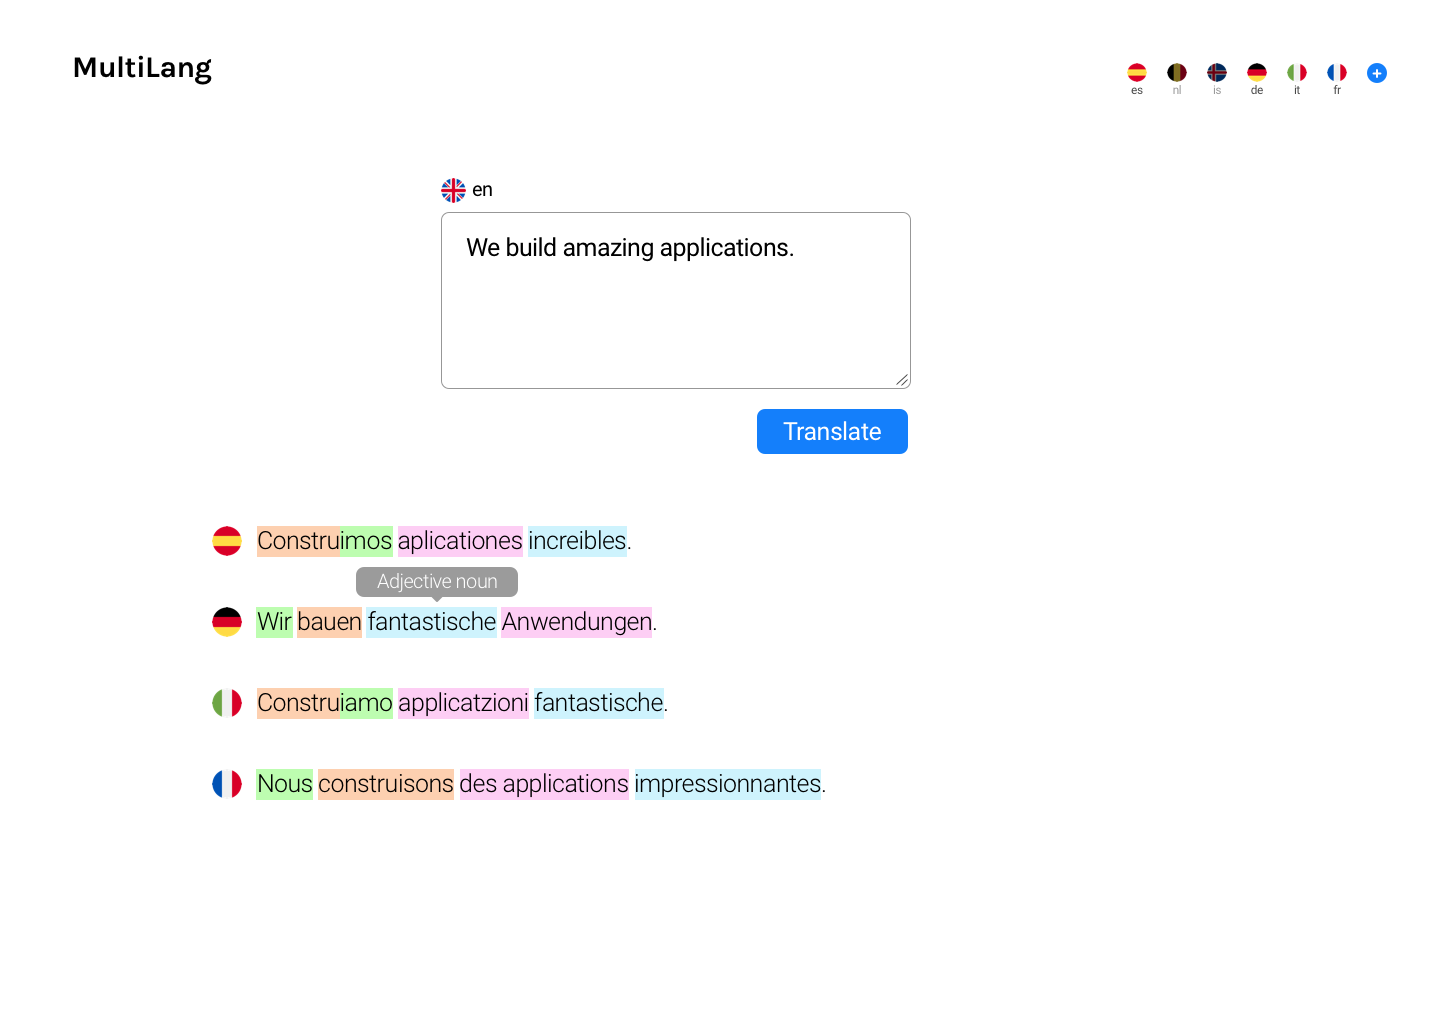 MultiLang
es nl is de it fr
en
We build amazing applications.
Translate
Construimos aplicationes increibles.
Adjective noun
Wir bauen fantastische Anwendungen.
Construiamo applicatzioni fantastische.
Nous construisons des applications impressionnantes.